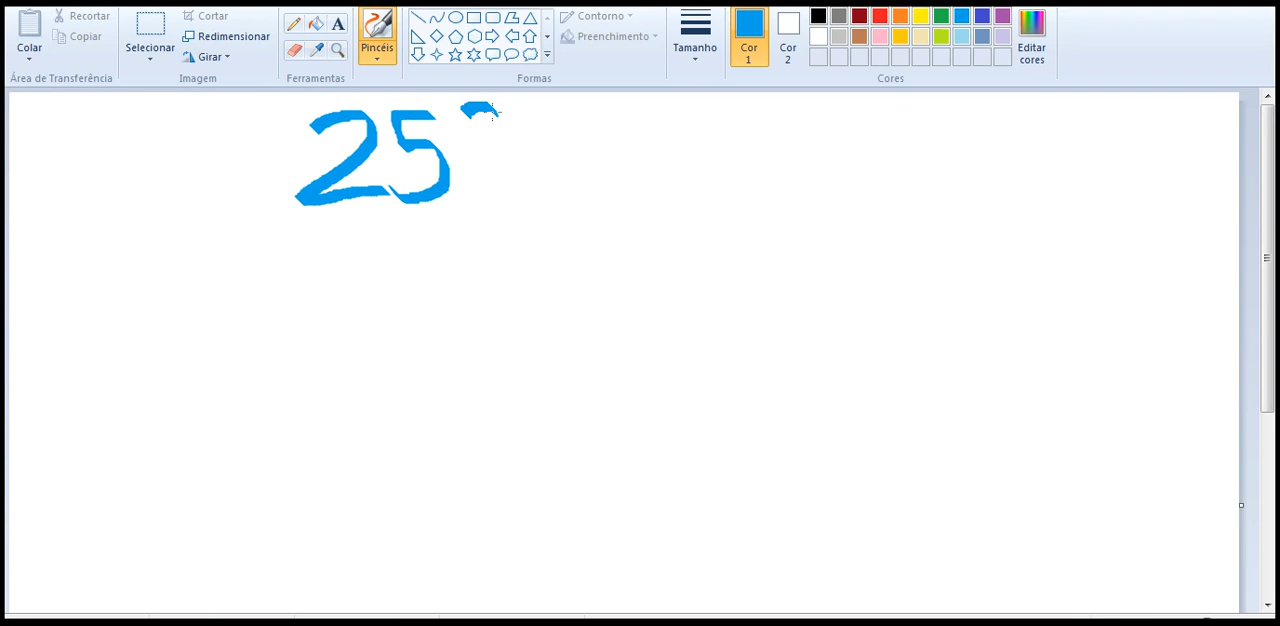 Recortar Cortar
Colar Copiar Selecionar Redimensionar A Pincéis Contorno Tamanho Cor 1 Cor 2 Editar cores
Girar Preenchimento
Área de Transferência Imagem Ferramentas Formas Cores
25